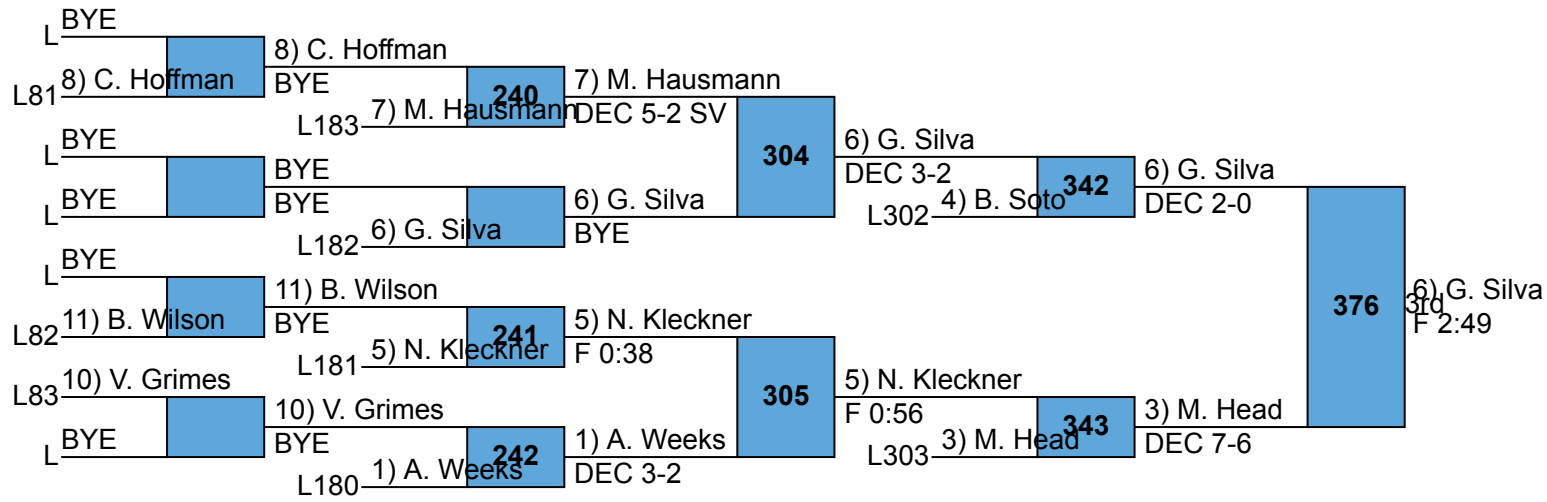 BYE
L
8) C. Hoffman
8) C. Hoffman
L81
BYE
240
7) M. Hausmann
7) M. Hausmann
DEC 5-2 SV
L183
BYE
L
304
6) G. Silva
BYE
DEC 3-2
BYE
BYE
342
6) G. Silva
L
6) G. Silva
4) B. Soto
DEC 2-0
L302
6) G. Silva
BYE
L182
BYE
L
11) B. Wilson
6) G. Silva
376
3rd
11) B. Wilson
BYE
241
5) N. Kleckner
F 2:49
L82
5) N. Kleckner
F 0:38
L181
10) V. Grimes
5) N. Kleckner
L83
305
10) V. Grimes
F 0:56
3) M. Head
BYE
BYE
343
L
242
1) A. Weeks
3) M. Head
DEC 7-6
L303
1) A. Weeks
DEC 3-2
L180